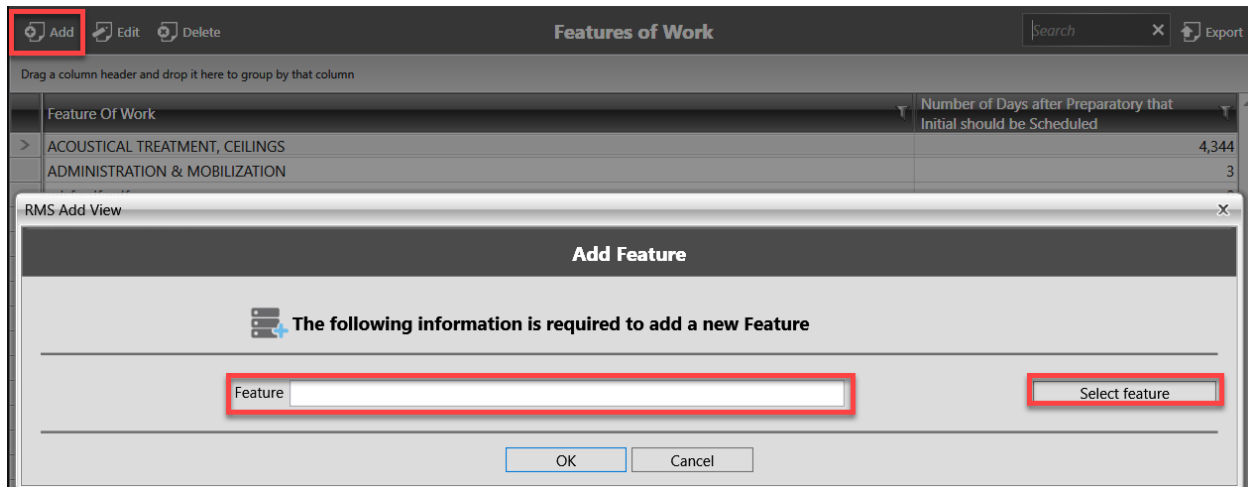 Add Edit Delete Features of Work Search Export
Drag a column header and drop it here to group by that column
Feature Of Work
Number of Days after Preparatory that
Initial should be Scheduled
ACOUSTICAL TREATMENT, CEILINGS 4,344
ADMINISTRATION & MOBILIZATION 3
RMS Add View
Add Feature
The following information is required to add a new Feature
Feature
Select feature
OK Cancel